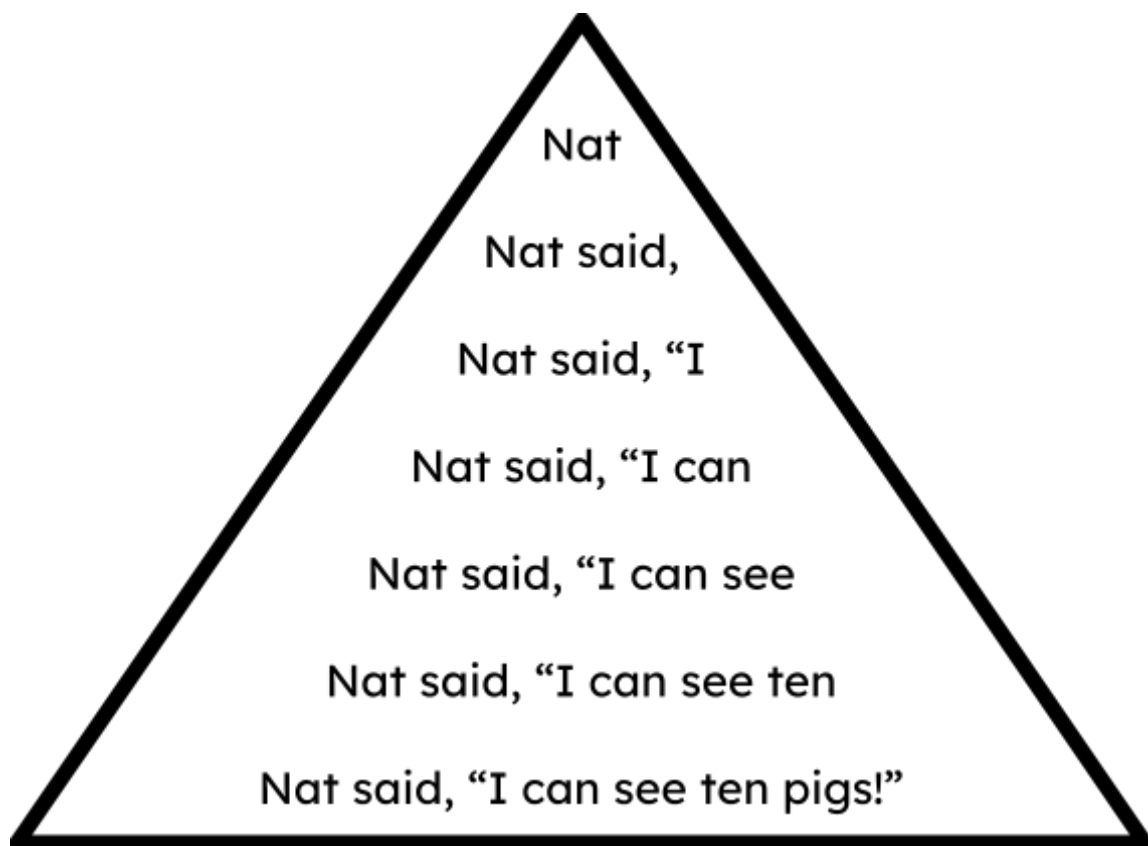 Nat
Nat said,
Nat said, “I
Nat said, “I can
Nat said, “I can see
Nat said, “I can see ten
Nat said, “I can see ten pigs!”